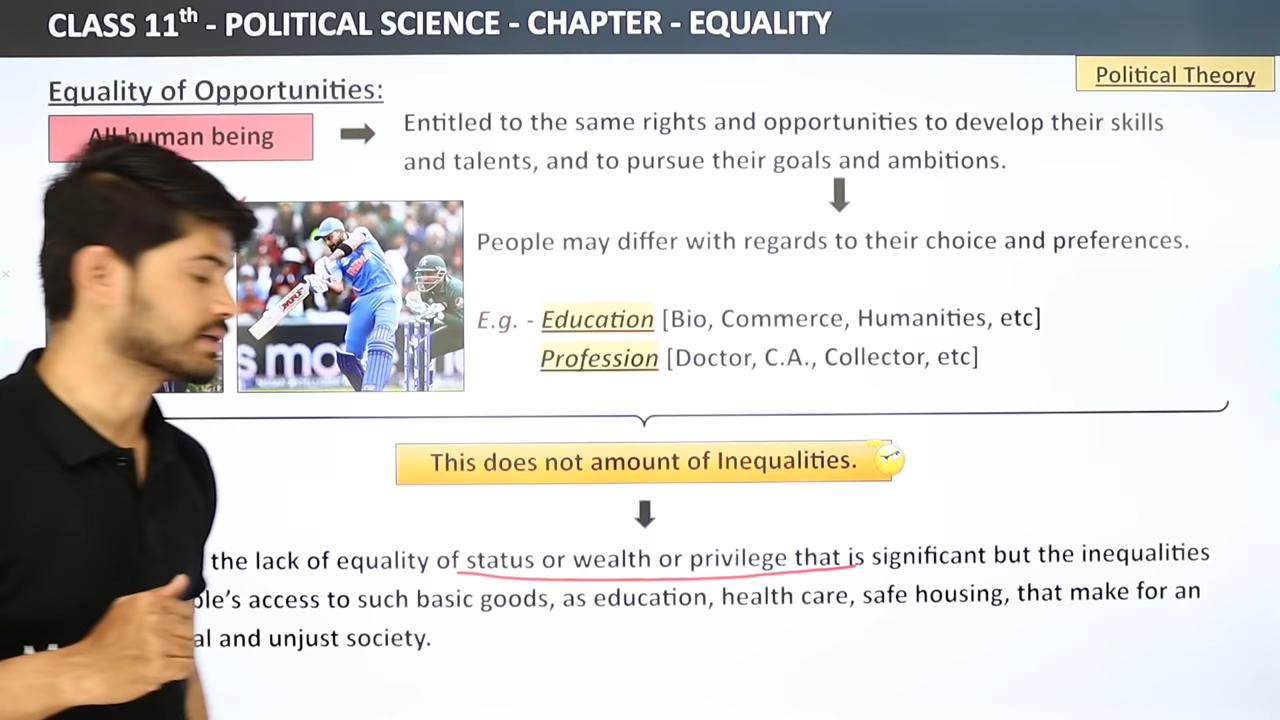 CLASS 11th - POLITICAL SCIENCE - CHAPTER - EQUALITY
Political Theory
Equality of Opportunities:
All human being
Entitled to the same rights and opportunities to develop their skills
and talents, and to pursue their goals and ambitions.
People may differ with regards to their choice and preferences.
E.g. - Education [Bio, Commerce, Humanities, etc]
Profession [Doctor, C.A., Collector, etc]
INDIA
MRF
This does not amount of Inequalities.
the lack of equality of status or wealth or privilege that is significant but the inequalities
access to such basic goods, as education, health care, safe housing, that make for an
and unjust society.